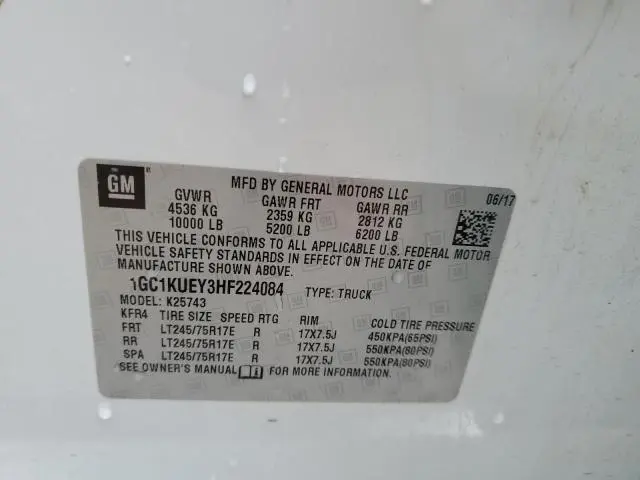 GM
MFD BY GENERAL MOTORS LLC
06/17
GVWR GAWR FRT GAWR RR
4536 KG 2359 KG 2812 KG
10000 LB 5200 LB 6200 LB
THIS VEHICLE CONFORMS TO ALL APPLICABLE U.S. FEDERAL MOTOR
VEHICLE SAFETY STANDARDS IN EFFECT ON THE DATE OF
MANUFACTURE SHOWN ABOVE.
1GC1KUEY3HF224084 TYPE: TRUCK
MODEL: K25743
KFR4 TIRE SIZE SPEED RTG RIM COLD TIRE PRESSURE
FRT LT245/75R17E R 17X7.5J 450KPA(65PSI)
RR LT245/75R17E R 17X7.5J 550KPA(80PSI)
SPA LT245/75R17E R 17X7.5J 550KPA(80PSI)
SEE OWNER'S MANUAL FOR MORE INFORMATION.